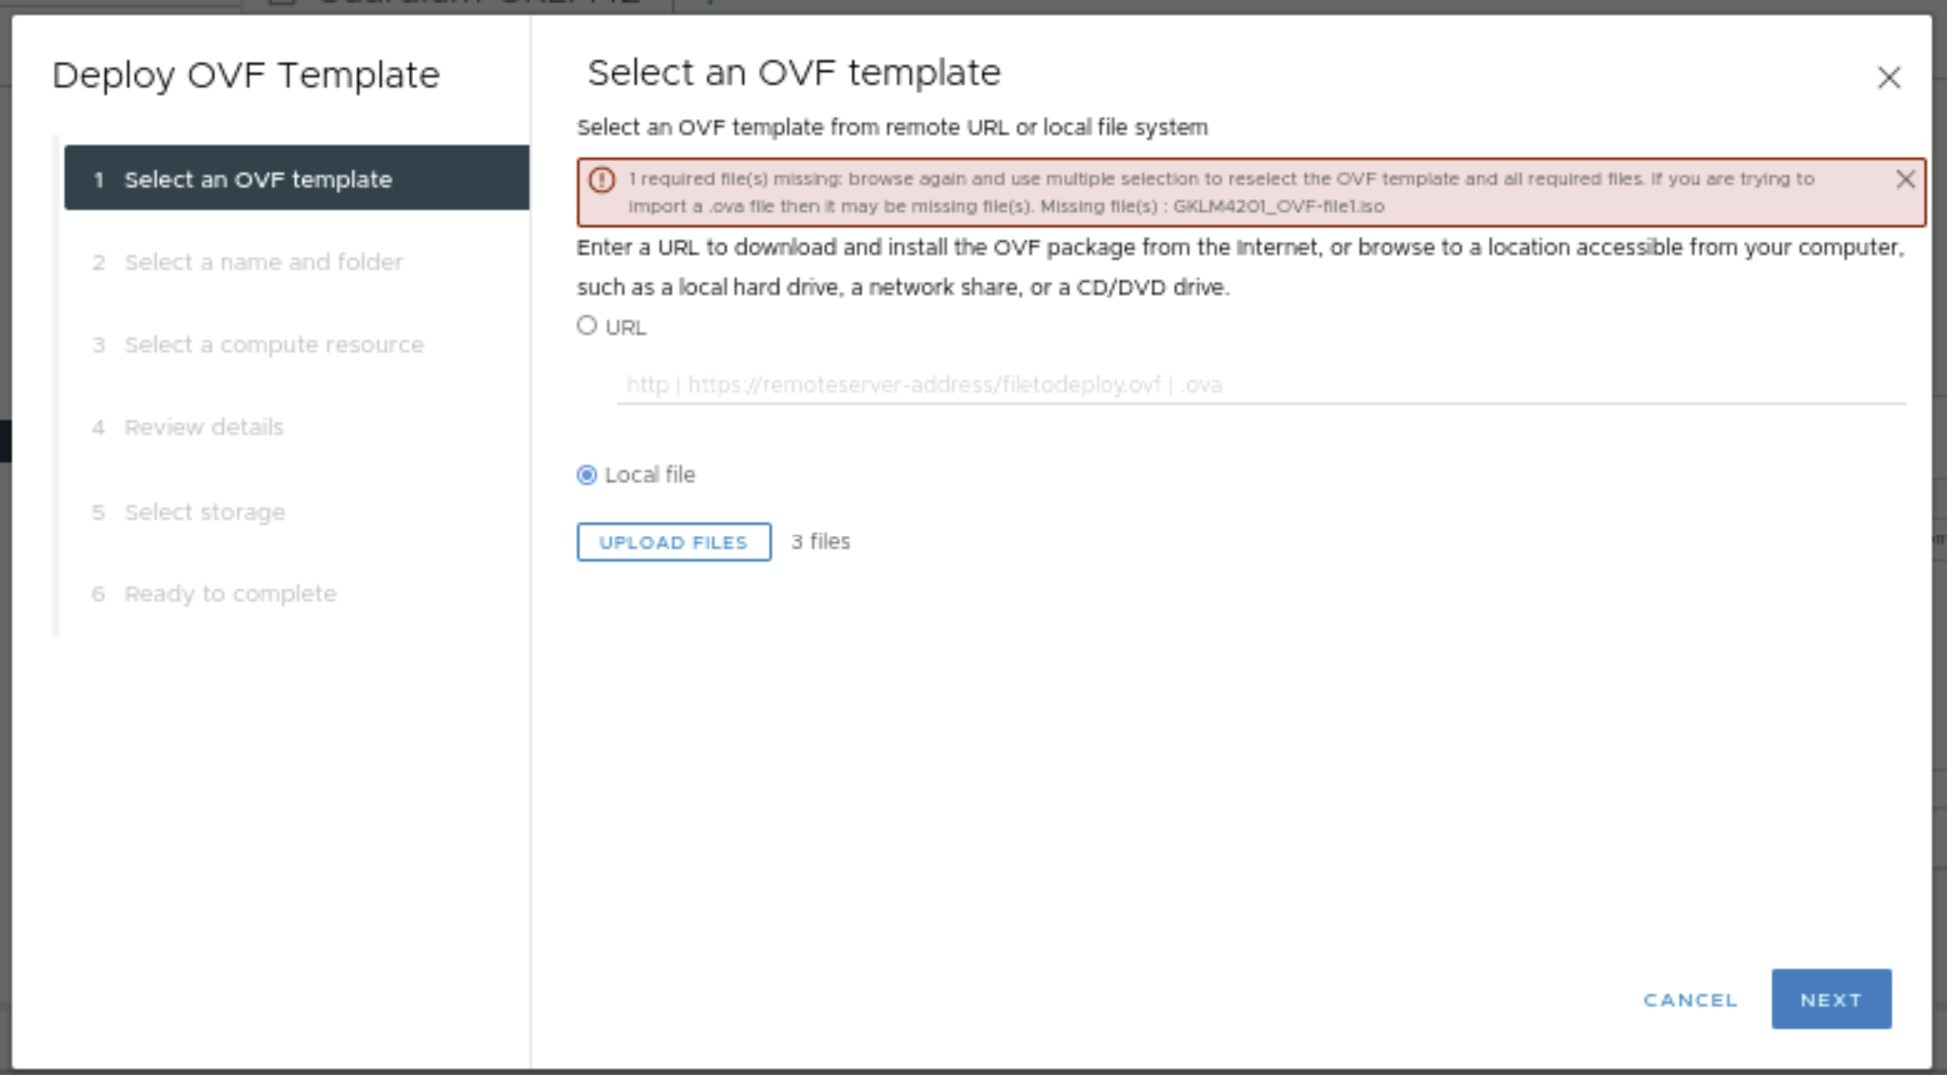 Deploy OVF Template
1 Select an OVF template
2 Select a name and folder
3 Select a compute resource
4 Review details
5 Select storage
6 Ready to complete
Select an OVF template
Select an OVF template from remote URL or local file system
1 required file(s) missing: browse again and use multiple selection to reselect the OVF template and all required files. If you are trying to
import a .ova file then it may be missing file(s). Missing file(s) : GKLM4201_OVF-file1.iso
Enter a URL to download and install the OVF package from the Internet, or browse to a location accessible from your computer,
such as a local hard drive, a network share, or a CD/DVD drive.
URL
http | https://remoteserver-address/filetodeploy.ovf | .ova
Local file
UPLOAD FILES 3 files
CANCEL NEXT